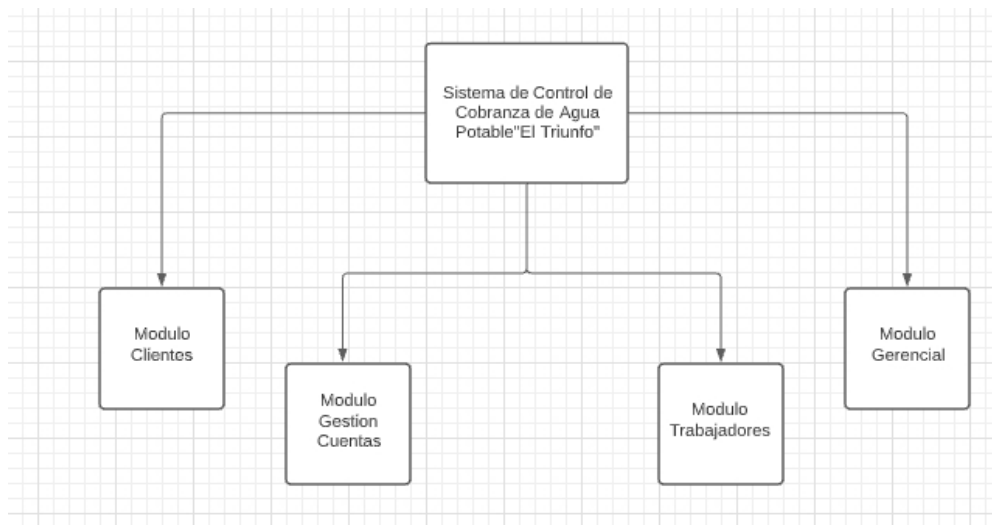 Sistema de Control de
Cobranza de Agua
Potable"El Triunfo"
Modulo
Clientes
Modulo
Gestion
Cuentas
Modulo
Trabajadores
Modulo
Gerencial